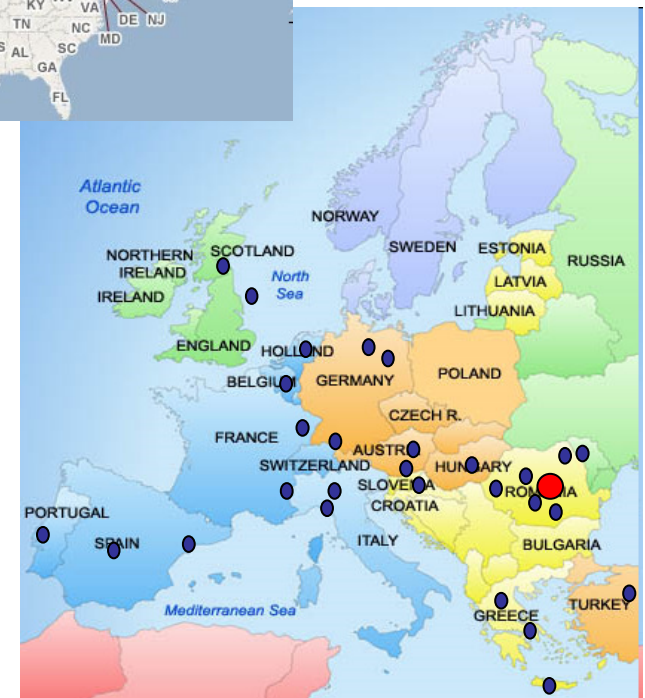 KY
VA
TN
NC
DE
NJ
MD
S
AL
SC
GA
FL
Atlantic
Ocean
NORWAY
SWEDEN
ESTONIA
RUSSIA
NORTHERN
IRELAND
SCOTLAND
North
Sea
LATVIA
IRELAND
LITHUANIA
ENGLAND
HOLLAND
BELGIUM
GERMANY
POLAND
CZECH R.
FRANCE
AUSTRIA
SWITZERLAND
HUNGARY
SLOVENIA
ROMANIA
CROATIA
PORTUGAL
SPAIN
ITALY
BULGARIA
Mediterranean Sea
GREECE
TURKEY